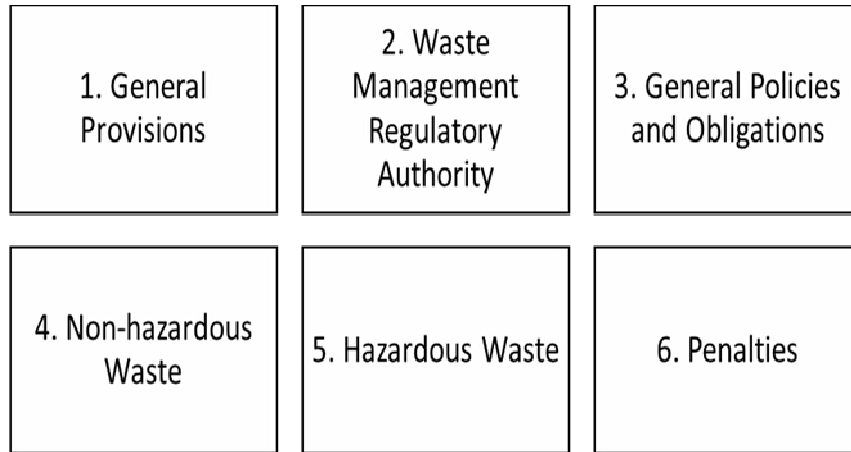 1. General
Provisions
2. Waste
Management
Regulatory
Authority
3. General Policies
and Obligations
4. Non-hazardous
Waste
5. Hazardous Waste
6. Penalties